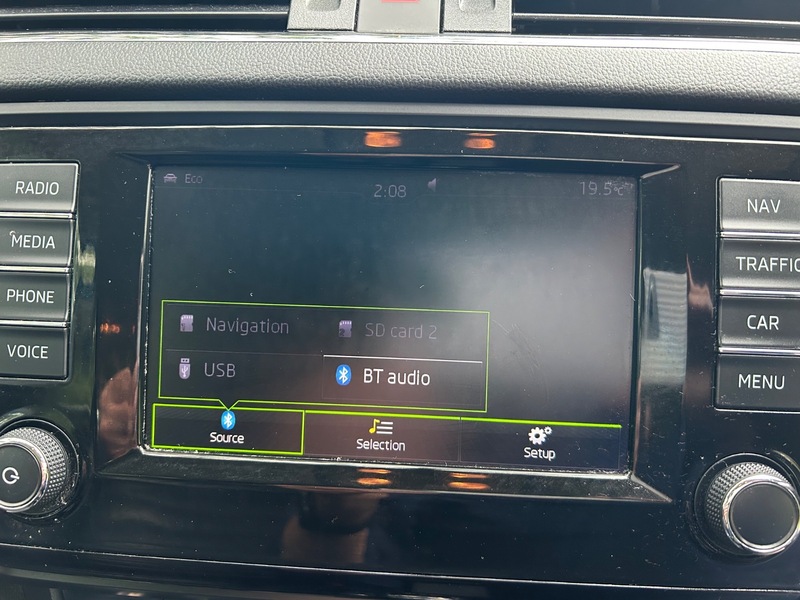 RADIO
MEDIA
PHONE
VOICE
Eco
2:08
19.5°c
Navigation
SD card 2
USB
BT audio
Source
Selection
Setup
NAV
TRAFFIC
CAR
MENU